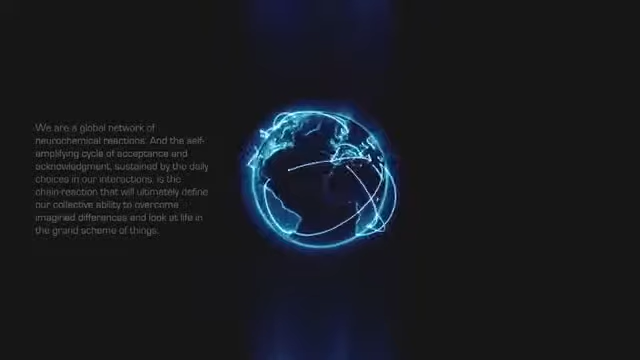 We are a global network of
neurochemical reactions. And the self-
amplifying cycle of acceptance and
acknowledgment, sustained by the daily
choices in our interactions, is the
chain-reaction that will ultimately define
our collective ability to overcome
imagined differences and look at life in
the grand scheme of things.